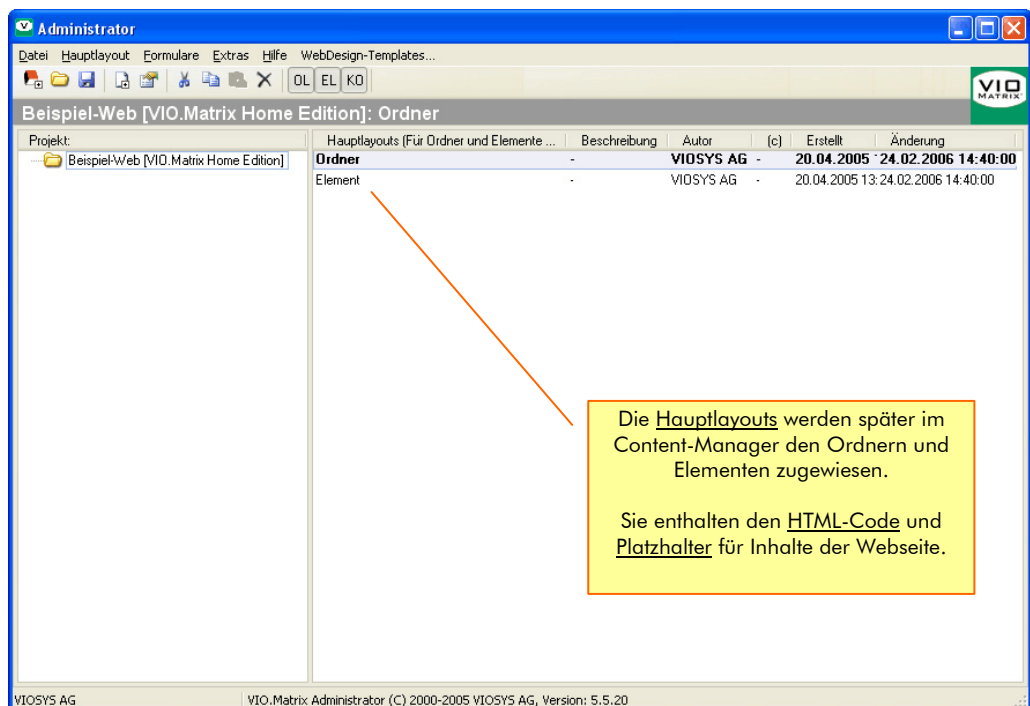 VIO Administrator
Datei Hauptlayout Formulare Extras Hilfe WebDesign-Templates...
OL EL KO
VIO
MATRIX
Beispiel-Web [VIO.Matrix Home Edition]: Ordner
Projekt: Hauptlayouts (Für Ordner und Elemente ... Beschreibung Autor (c) Erstellt Änderung
Beispiel-Web [VIO.Matrix Home Edition] Ordner - VIOSYS AG - 20.04.2005 24.02.2006 14:40:00
Element - VIOSYS AG - 20.04.2005 13: 24.02.2006 14:40:00
Die Hauptlayouts werden später im
Content-Manager den Ordnern und
Elementen zugewiesen.
Sie enthalten den HTML-Code und
Platzhalter für Inhalte der Webseite.
VIOSYS AG VIO.Matrix Administrator (C) 2000-2005 VIOSYS AG, Version: 5.5.20